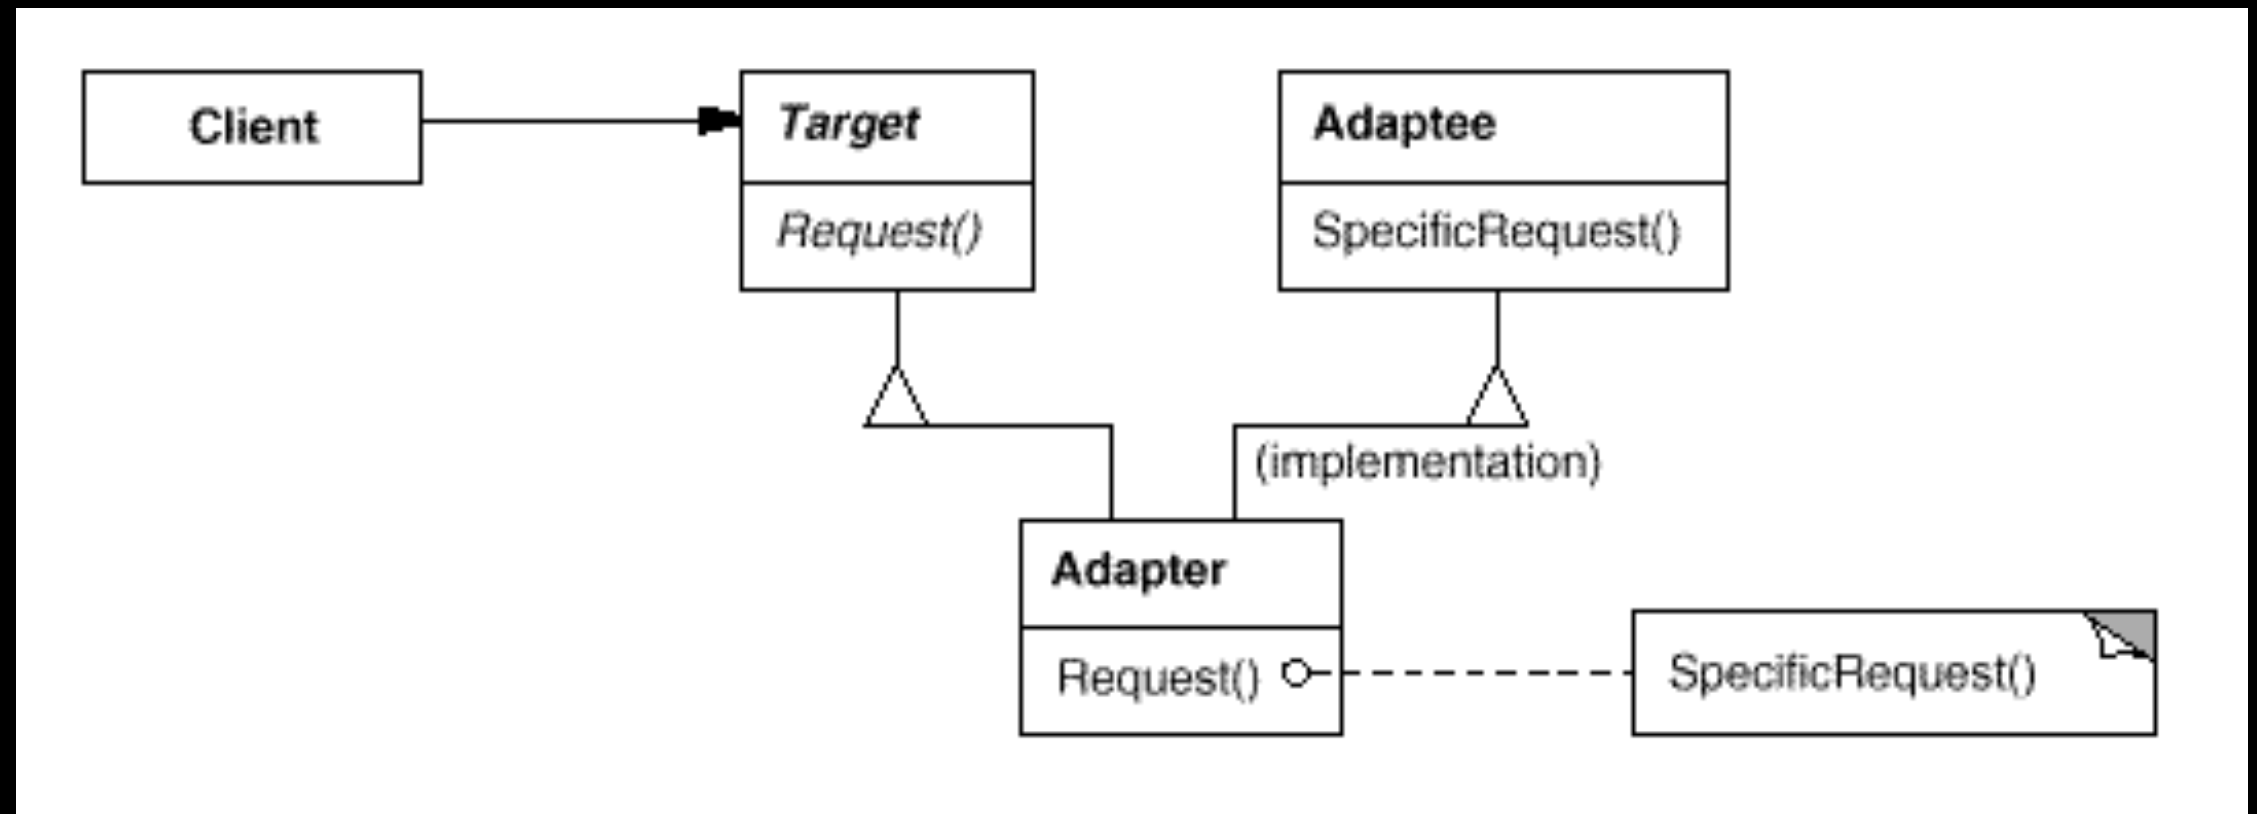 Client
Target
Request()
Adaptee
SpecificRequest()
(implementation)
Adapter
Request()
SpecificRequest()